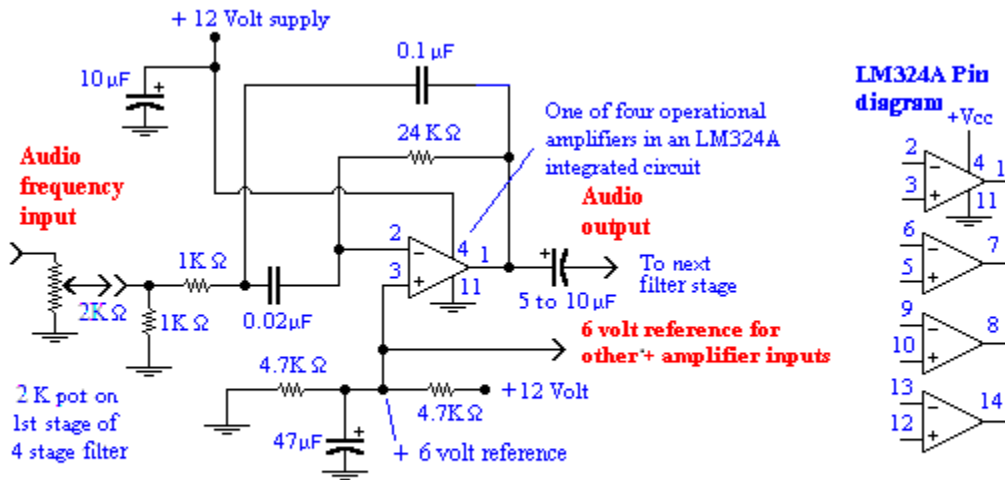 + 12 Volt supply
10 µF
+
0.1 µF
24 K Ω
One of four operational
amplifiers in an LM324A
integrated circuit
Audio
frequency
input
Audio
output
1K Ω
2
3
−
+
4
1
11
+
To next
filter stage
5 to 10 µF
2K Ω
1K Ω
0.02µF
6 volt reference for
other + amplifier inputs
4.7K Ω
+12 Volt
4.7K Ω
2 K pot on
1st stage of
4 stage filter
47µF
+
+ 6 volt reference
LM324A Pin
diagram
+Vcc
2
3
−
+
4
1
11
6
5
−
+
7
9
10
−
+
8
13
12
−
+
14